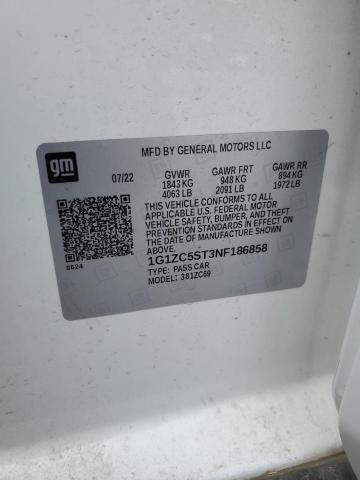 gm
MFD BY GENERAL MOTORS LLC
07/22 GVWR GAWR FRT GAWR RR
1843 KG 948 KG 894 KG
4063 LB 2091 LB 1972 LB
THIS VEHICLE CONFORMS TO ALL
APPLICABLE U.S. FEDERAL MOTOR
VEHICLE SAFETY, BUMPER, AND THEFT
PREVENTION STANDARDS IN EFFECT ON
THE DATE OF MANUFACTURE SHOWN
ABOVE.
0624
1G1ZC5ST3NF186858
TYPE: PASS CAR
MODEL: 381ZC69